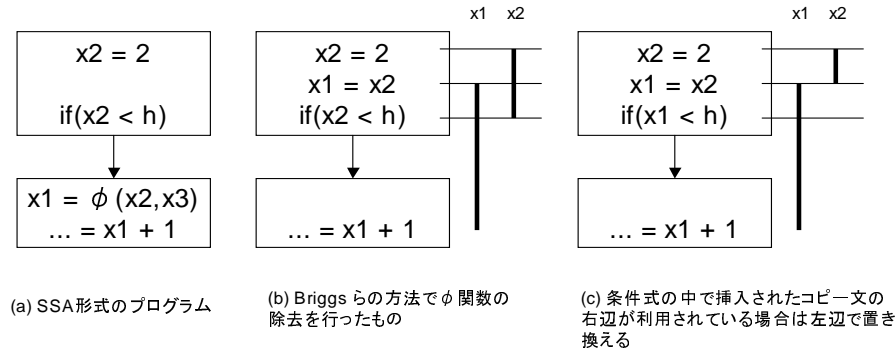 x1 x2
x1 x2
x2 = 2
if(x2 < h)
x1 = φ(x2,x3)
... = x1 + 1
x2 = 2
x1 = x2
if(x2 < h)
... = x1 + 1
x2 = 2
x1 = x2
if(x1 < h)
... = x1 + 1
(a) SSA形式のプログラム
(b) Briggs らの方法でφ関数の
除去を行ったもの
(c) 条件式の中で挿入されたコピー文の
右辺が利用されている場合は左辺で置き
換える